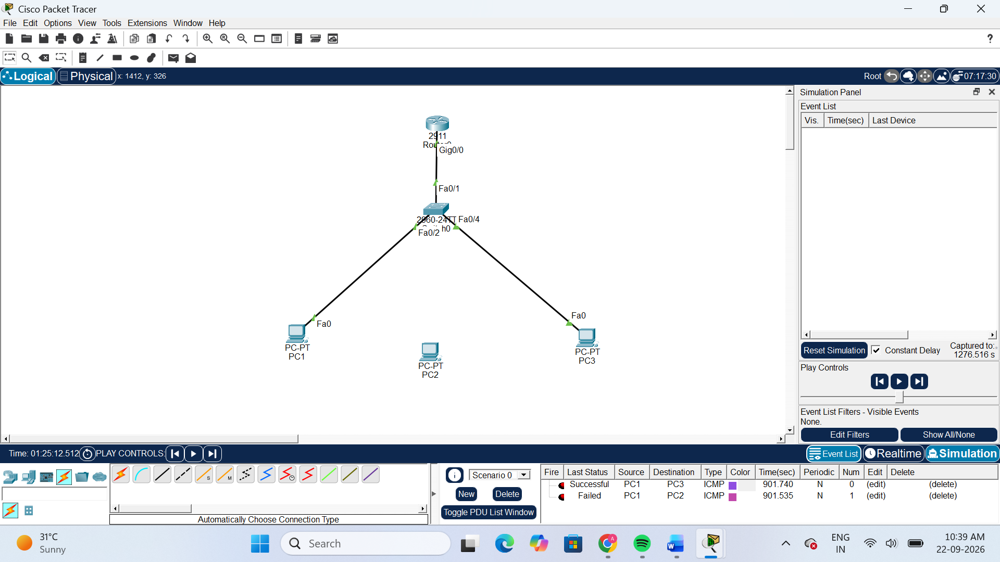 Cisco Packet Tracer
File Edit Options View Tools Extensions Window Help
?
Logical Physical x: 1412, y: 326 Root 07:17:30
Simulation Panel
Event List
Vis. Time(sec) Last Device
2911
Gig0/0
Fa0/1
2960-24TT Fa0/4
Fa0/2
Fa0
PC-PT
PC1
PC-PT
PC2
Fa0
PC-PT
PC3
Reset Simulation Constant Delay Captured to:
1276.516 s
Play Controls
Event List Filters - Visible Events
None.
Edit Filters Show All/None
Time: 01:25:12.512 PLAY CONTROLS: Event List Realtime Simulation
S M
Automatically Choose Connection Type
Scenario 0
New Delete
Toggle PDU List Window
Fire Last Status Source Destination Type Color Time(sec) Periodic Num Edit Delete
Successful PC1 PC3 ICMP 901.740 N 0 (edit) (delete)
Failed PC1 PC2 ICMP 901.535 N 1 (edit) (delete)
31°C
Sunny
Search
ENG
IN
10:39 AM
22-09-2026